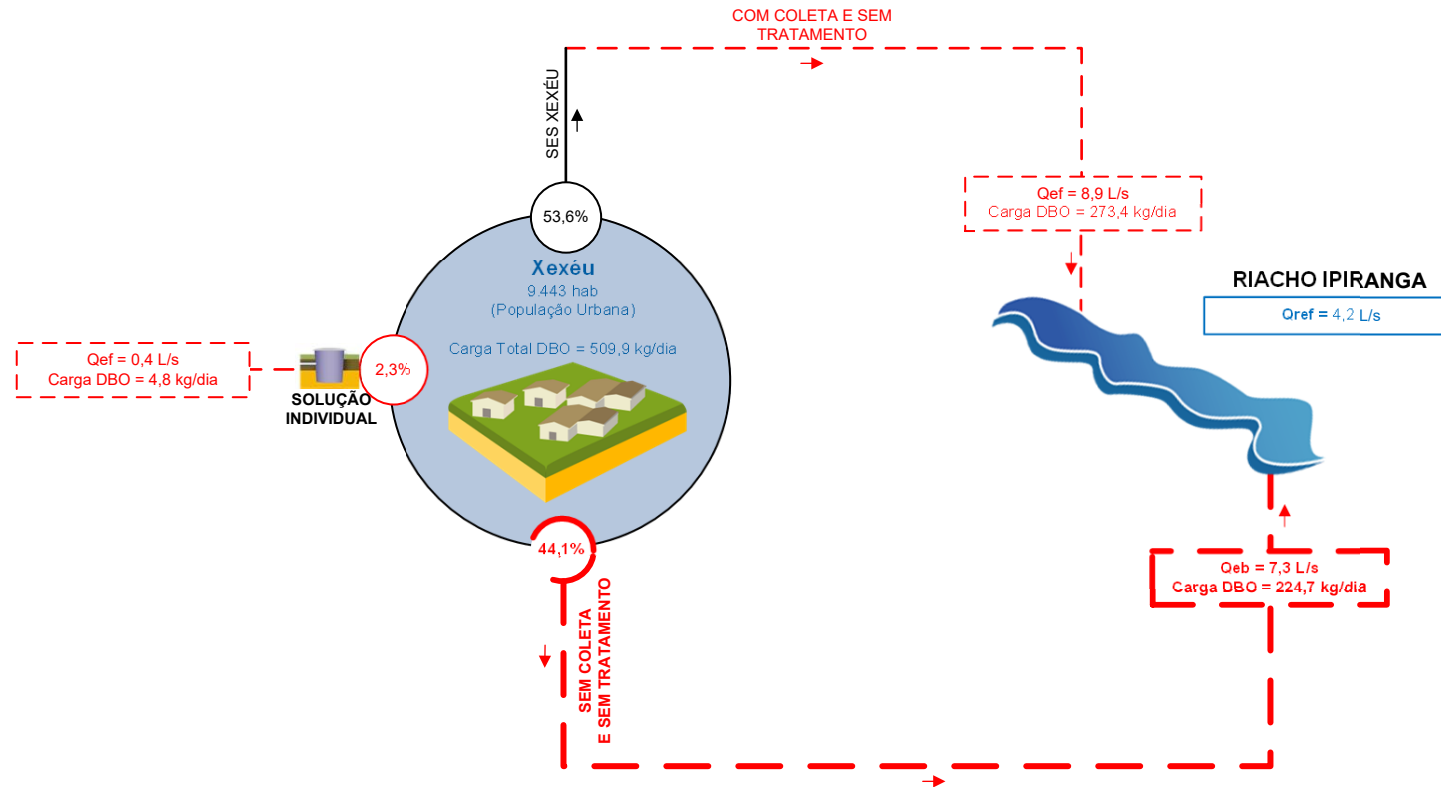 COM COLETA E SEM
TRATAMENTO
SES XEXÉU
53,6%
Qef = 8,9 L/s
Carga DBO = 273,4 kg/dia
Xexéu
9.443 hab
(População Urbana)
Carga Total DBO = 509,9 kg/dia
RIACHO IPIRANGA
Qref = 4,2 L/s
Qef = 0,4 L/s
Carga DBO = 4,8 kg/dia
2,3%
SOLUÇÃO
INDIVIDUAL
44,1%
SEM COLETA
E SEM TRATAMENTO
Qeb = 7,3 L/s
Carga DBO = 224,7 kg/dia